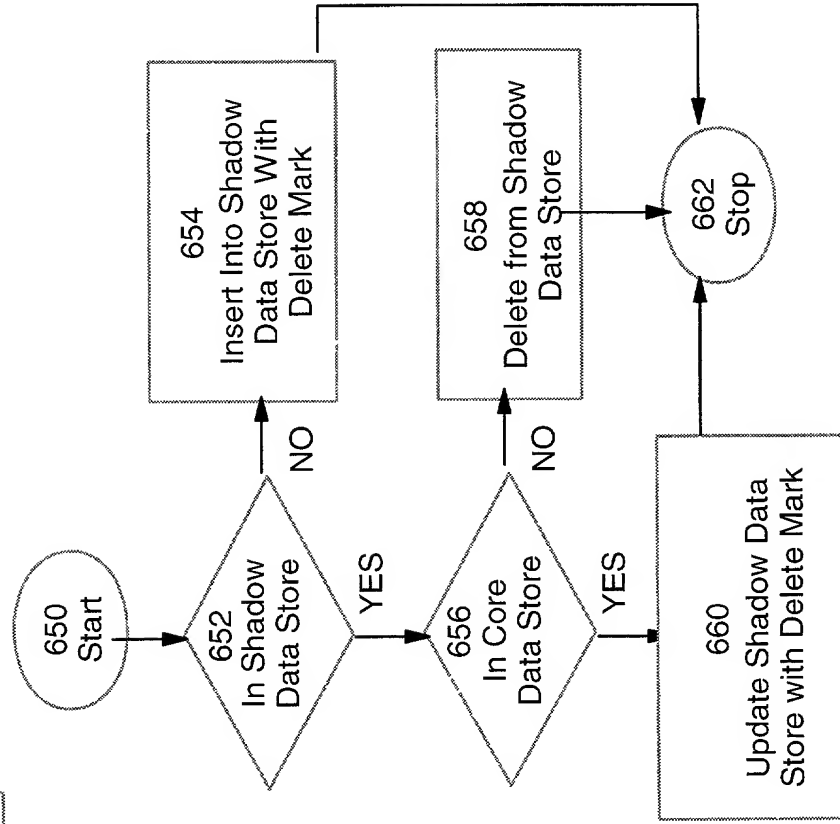 650
Start
652
In Shadow
Data Store
NO
654
Insert Into Shadow
Data Store With
Delete Mark
YES
656
In Core
Data Store
NO
658
Delete from Shadow
Data Store
YES
660
Update Shadow Data
Store with Delete Mark
662
Stop